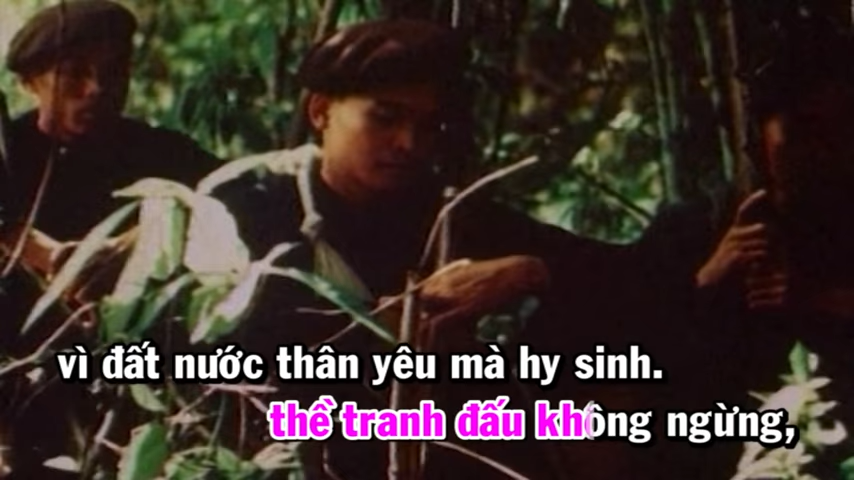 vì đất nước thân yêu mà hy sinh.
thề tranh đấu không ngừng,